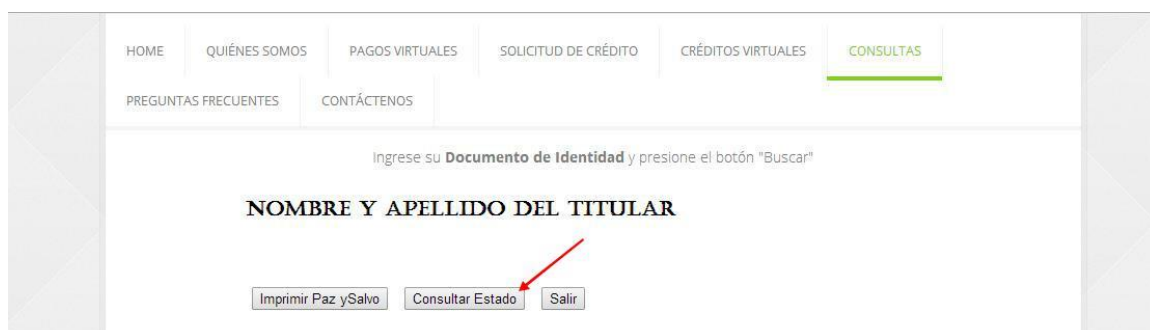 HOME QUIÉNES SOMOS PAGOS VIRTUALES SOLICITUD DE CRÉDITO CRÉDITOS VIRTUALES CONSULTAS
PREGUNTAS FRECUENTES CONTÁCTENOS
Ingrese su Documento de Identidad y presione el botón "Buscar"
NOMBRE Y APELLIDO DEL TITULAR
Imprimir Paz ySalvo Consultar Estado Salir